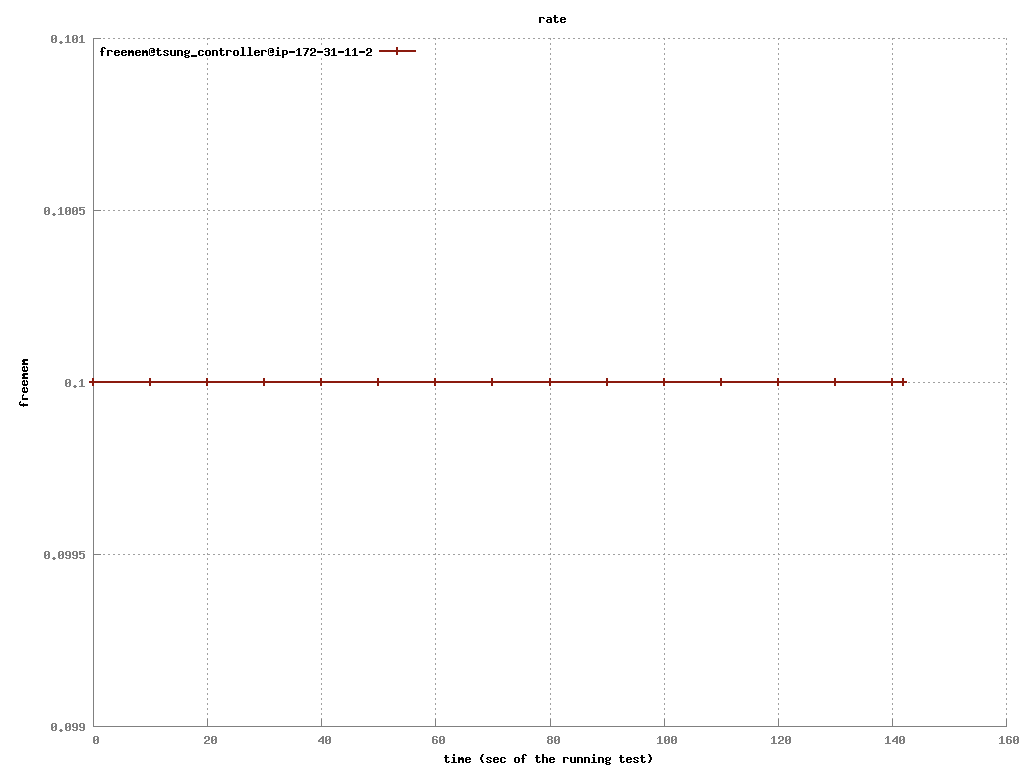 rate
freemem@tsung_controller@ip-172-31-11-2
0.101
0.1005
0.1
0.0995
0.099
freemem
0 20 40 60 80 100 120 140 160
time (sec of the running test)